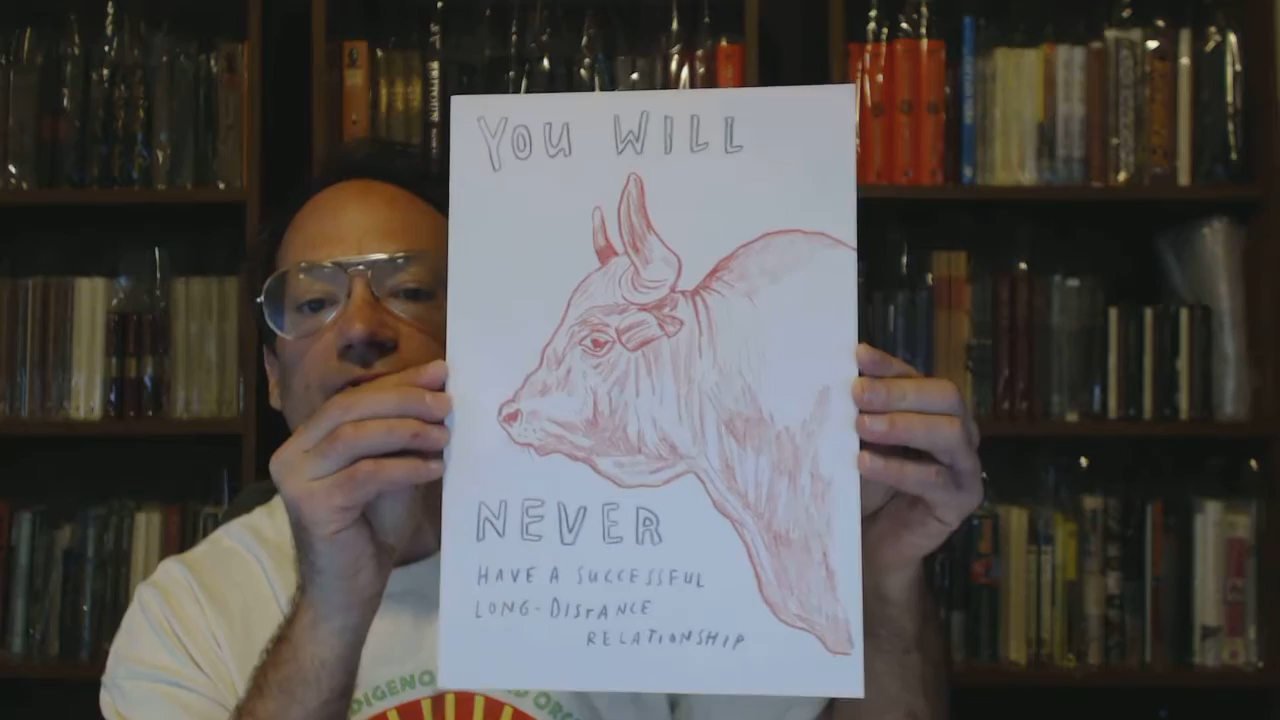 YOU WILL
NEVER
HAVE A SUCCESSFUL
LONG-DISTANCE
RELATIONSHIP